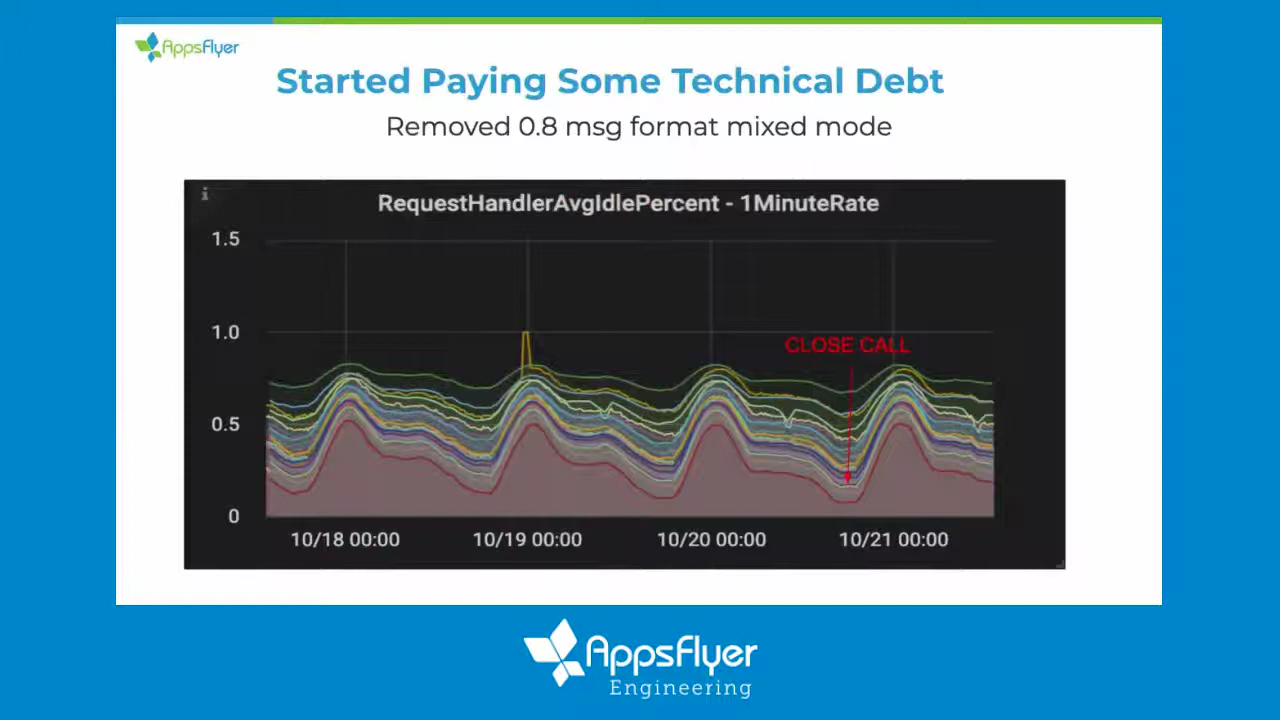 AppsFlyer
Started Paying Some Technical Debt
Removed 0.8 msg format mixed mode
i
RequestHandlerAvgIdlePercent - 1MinuteRate
1.5
1.0
CLOSE CALL
0.5
0
10/18 00:00 10/19 00:00 10/20 00:00 10/21 00:00
AppsFlyer
Engineering